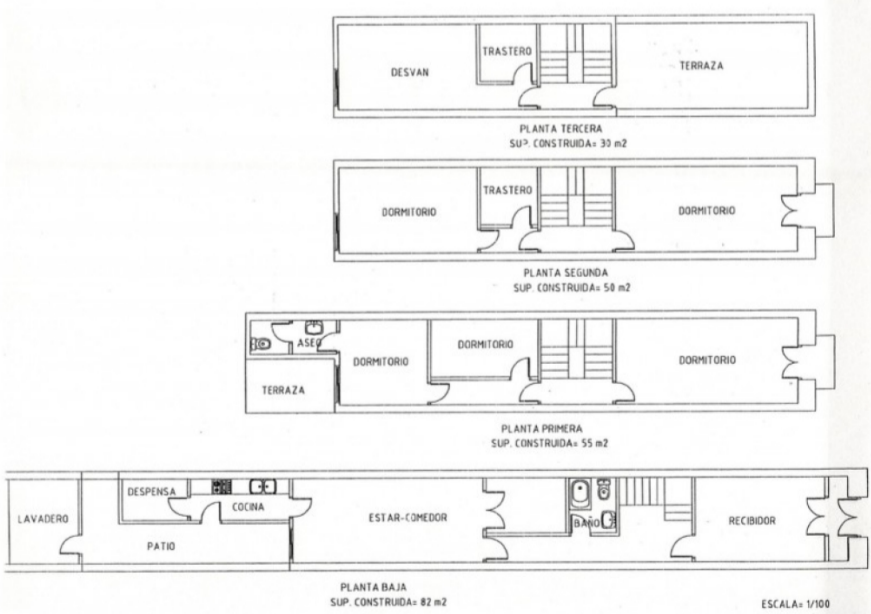 DESVAN
TRASTERO
TERRAZA
PLANTA TERCERA
SUP. CONSTRUIDA= 30 m2
DORMITORIO
TRASTERO
DORMITORIO
PLANTA SEGUNDA
SUP. CONSTRUIDA= 50 m2
ASEO
DORMITORIO
DORMITORIO
DORMITORIO
TERRAZA
PLANTA PRIMERA
SUP. CONSTRUIDA= 55 m2
LAVADERO
DESPENSA
COCINA
PATIO
ESTAR-COMEDOR
BAÑO
RECIBIDOR
PLANTA BAJA
SUP. CONSTRUIDA= 82 m2
ESCALA= 1/100